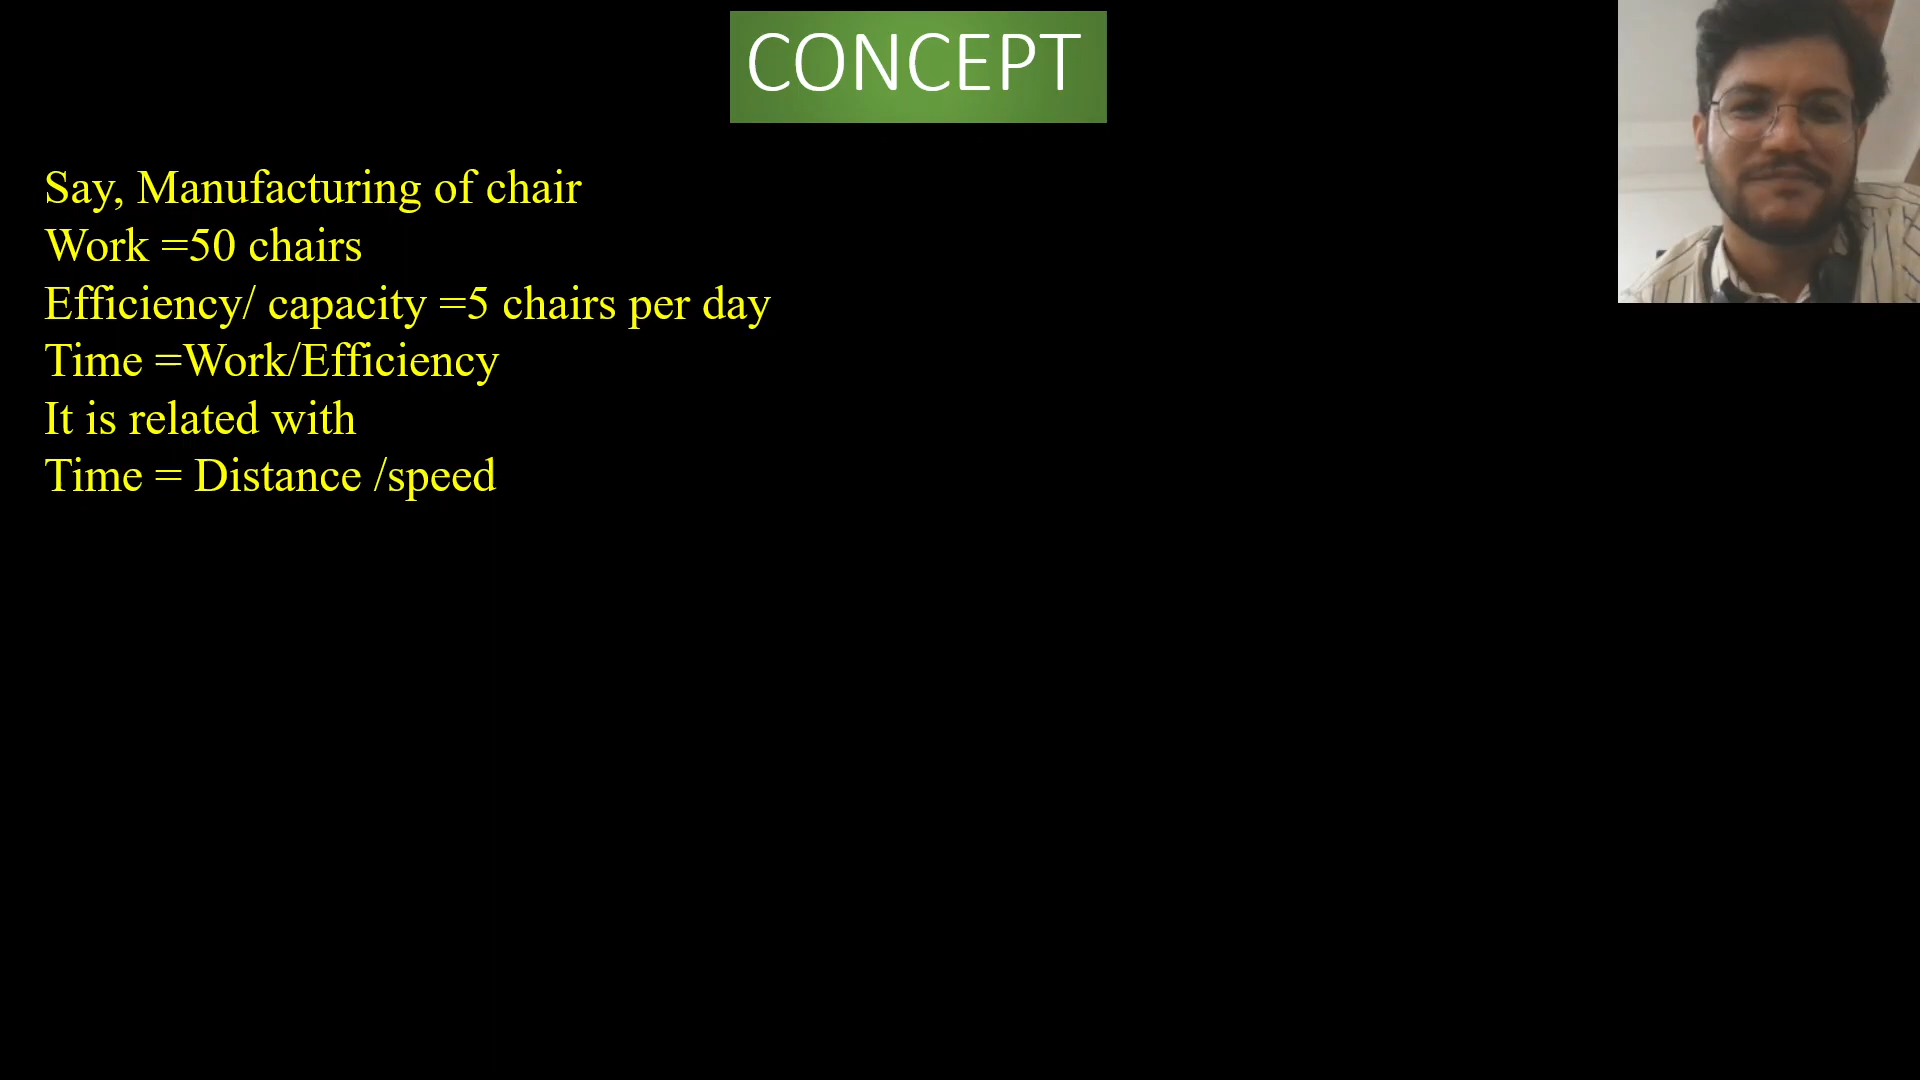 CONCEPT
Say, Manufacturing of chair
Work =50 chairs
Efficiency/ capacity =5 chairs per day
Time =Work/Efficiency
It is related with
Time = Distance /speed